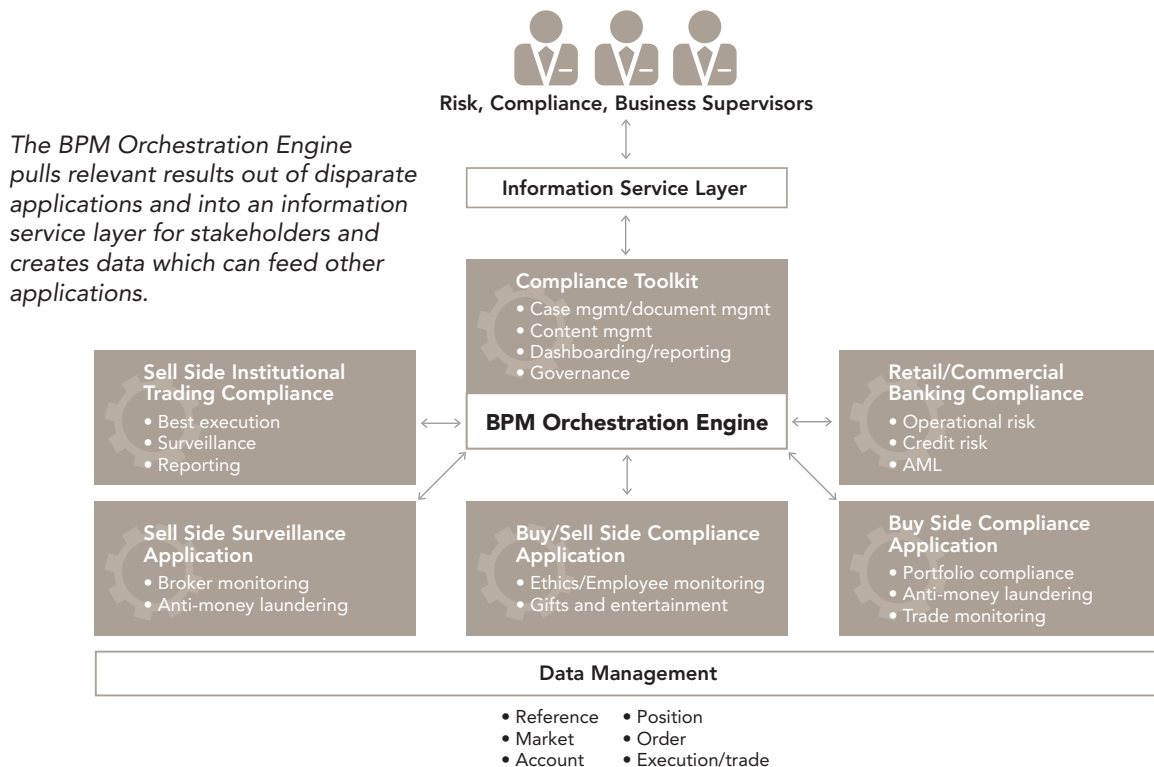 Risk, Compliance, Business Supervisors
The BPM Orchestration Engine
pulls relevant results out of disparate
applications and into an information
service layer for stakeholders and
creates data which can feed other
applications.
Information Service Layer
Compliance Toolkit
• Case mgmt/document mgmt
• Content mgmt
• Dashboarding/reporting
• Governance
BPM Orchestration Engine
Sell Side Institutional
Trading Compliance
• Best execution
• Surveillance
• Reporting
Retail/Commercial
Banking Compliance
• Operational risk
• Credit risk
• AML
Sell Side Surveillance
Application
• Broker monitoring
• Anti-money laundering
Buy/Sell Side Compliance
Application
• Ethics/Employee monitoring
• Gifts and entertainment
Buy Side Compliance
Application
• Portfolio compliance
• Anti-money laundering
• Trade monitoring
Data Management
• Reference
• Market
• Account
• Position
• Order
• Execution/trade